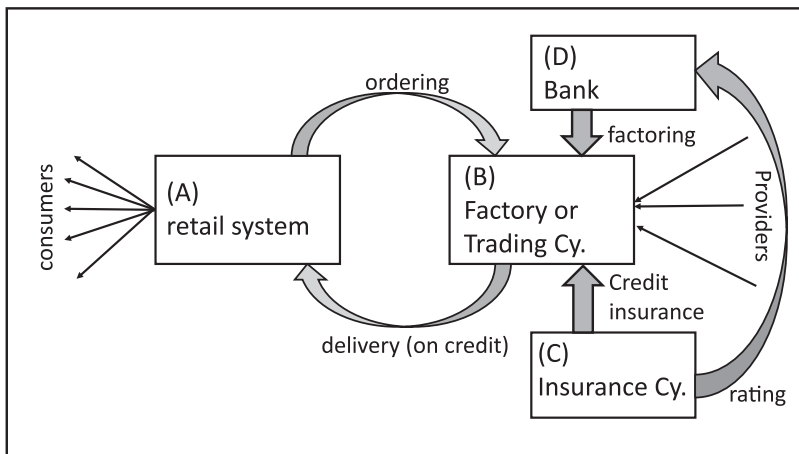 ordering
(D)
Bank
factoring
consumers
(A)
retail system
(B)
Factory or
Trading Cy.
Providers
Credit
insurance
delivery (on credit)
(C)
Insurance Cy.
rating